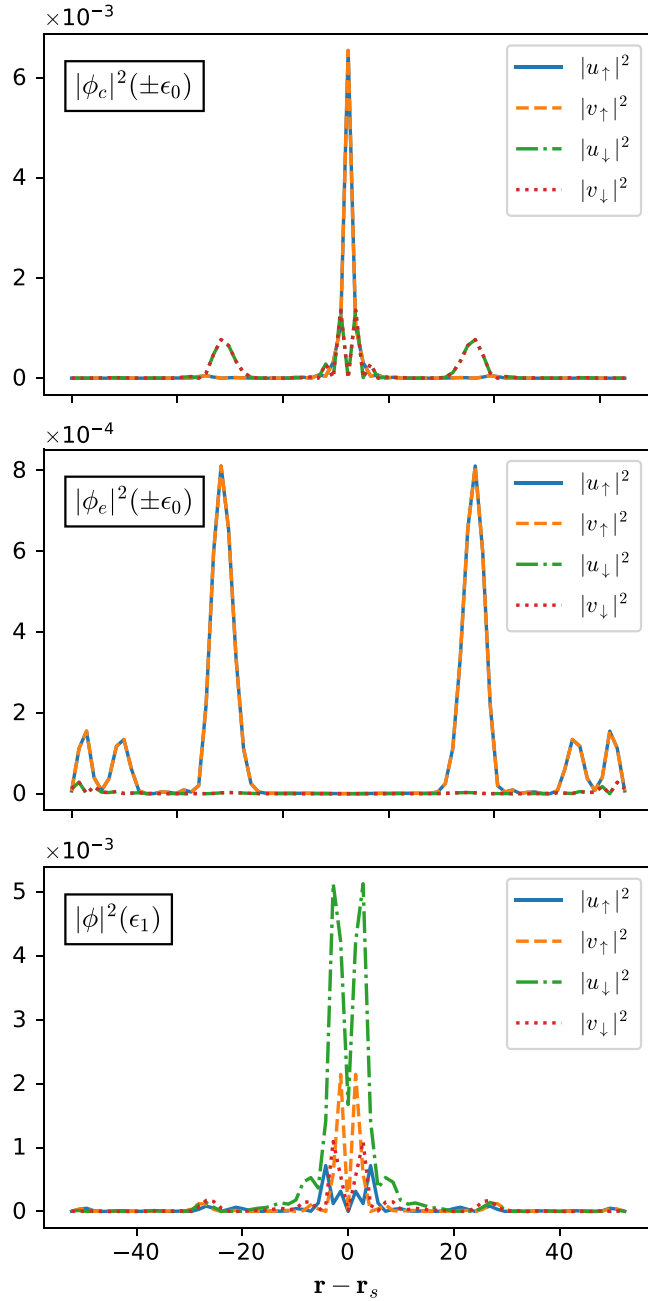 ×10⁻³
|ϕ_c|²(±ϵ₀)
|u↑|²
|v↑|²
|u↓|²
|v↓|²
6
4
2
0
×10⁻⁴
|ϕ_e|²(±ϵ₀)
|u↑|²
|v↑|²
|u↓|²
|v↓|²
8
6
4
2
0
×10⁻³
|ϕ|²(ϵ₁)
|u↑|²
|v↑|²
|u↓|²
|v↓|²
5
4
3
2
1
0
−40 −20 0 20 40
r − r_s